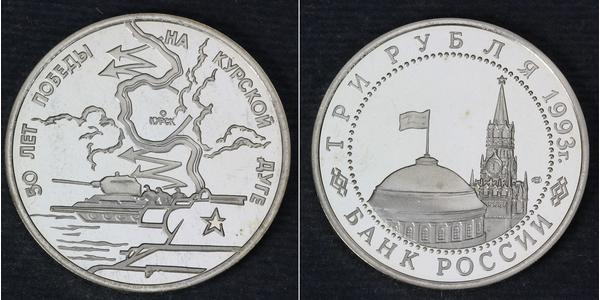 50 ЛЕТ ПОБЕДЫ НА КУРСКОЙ ДУГЕ
КУРСК
ТРИ РУБЛЯ 1993г.
БАНК РОССИИ